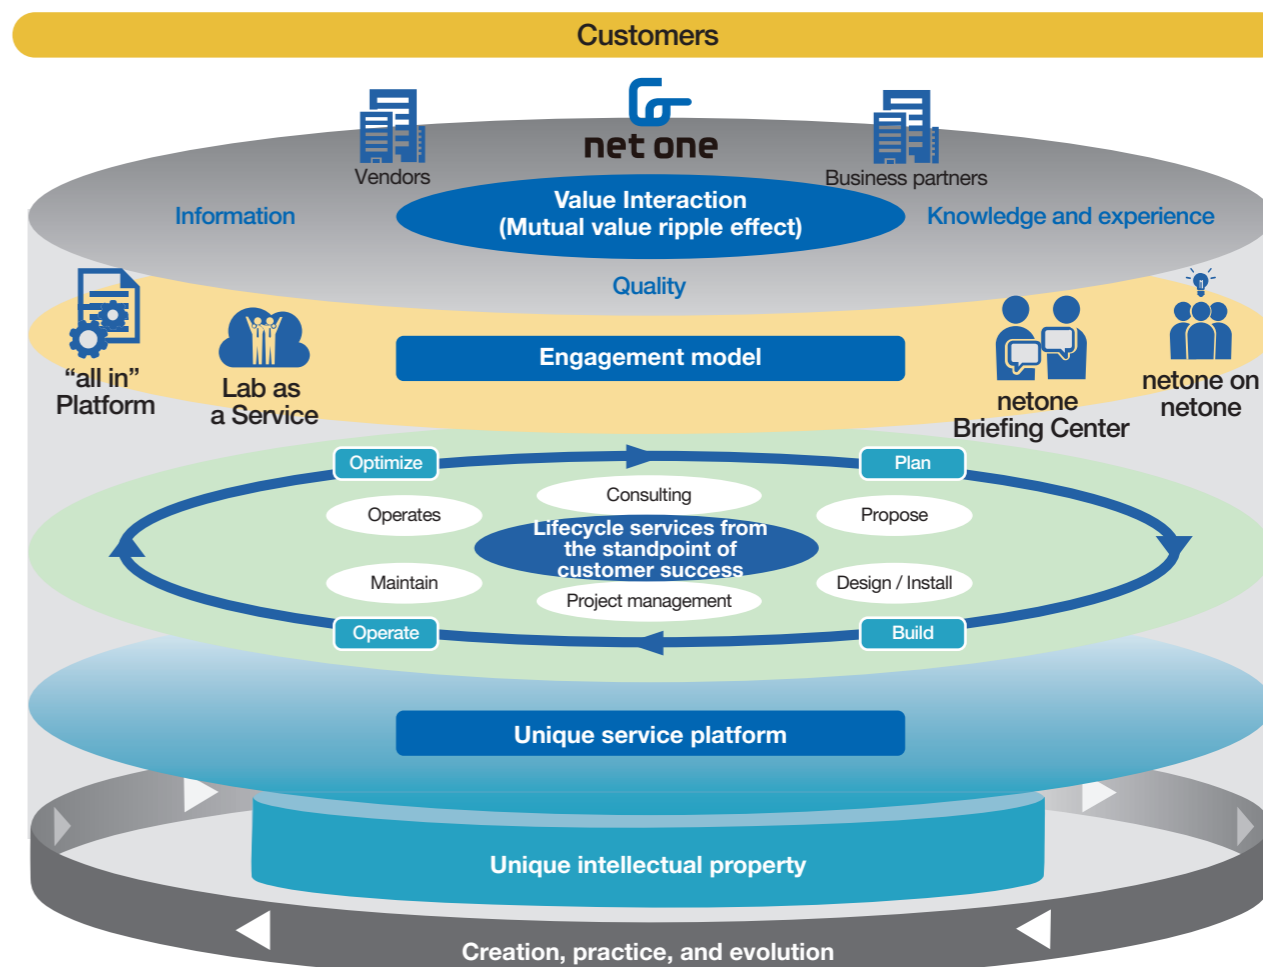 Customers
net one
Vendors
Business partners
Information
Value Interaction
(Mutual value ripple effect)
Knowledge and experience
Quality
“all in”
Platform
Lab as
a Service
Engagement model
netone
Briefing Center
netone on
netone
Optimize
Plan
Consulting
Operates
Propose
Lifecycle services from
the standpoint of
customer success
Maintain
Design / Install
Project management
Operate
Build
Unique service platform
Unique intellectual property
Creation, practice, and evolution